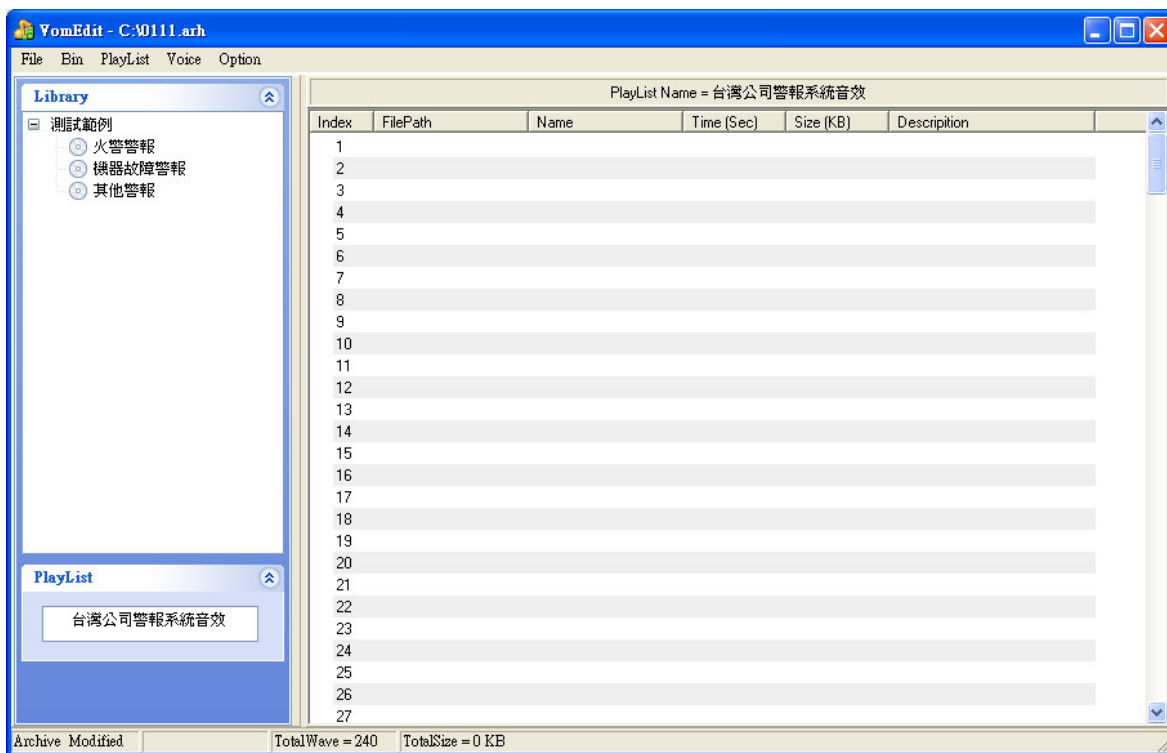 VomEdit - C:\0111.arh
File Bin PlayList Voice Option
Library
測試範例
火警警報
機器故障警報
其他警報
PlayList
台灣公司警報系統音效
PlayList Name = 台灣公司警報系統音效
Index FilePath Name Time (Sec) Size (KB) Descripition
1
2
3
4
5
6
7
8
9
10
11
12
13
14
15
16
17
18
19
20
21
22
23
24
25
26
27
Archive Modified TotalWave = 240 TotalSize = 0 KB